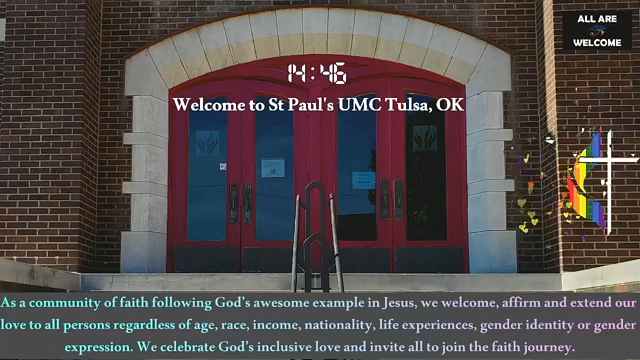 ALL ARE
WELCOME
14:46
Welcome to St Paul's UMC Tulsa, OK
As a community of faith following God's awesome example in Jesus, we welcome, affirm and extend our
love to all persons regardless of age, race, income, nationality, life experiences, gender identity or gender
expression. We celebrate God's inclusive love and invite all to join the faith journey.